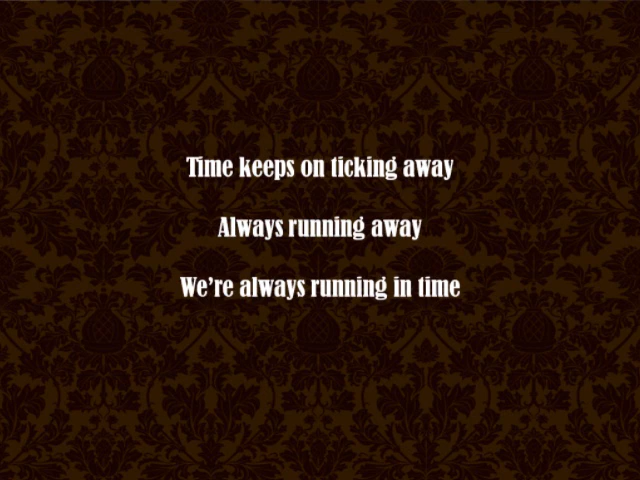 Time keeps on ticking away
Always running away
We’re always running in time